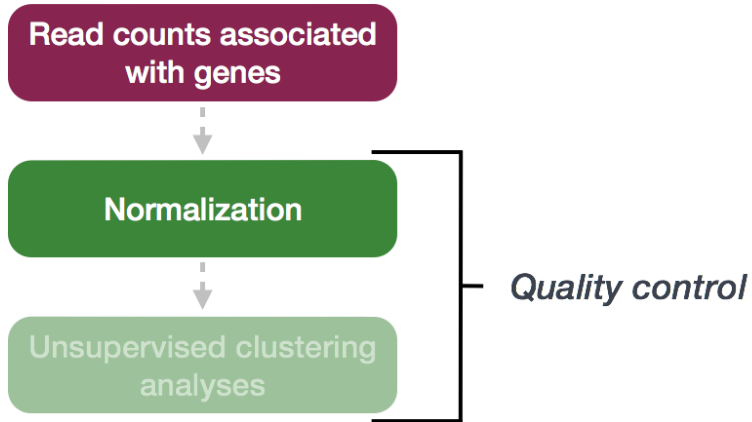 Read counts associated
with genes
Normalization
Quality control
Unsupervised clustering
analyses